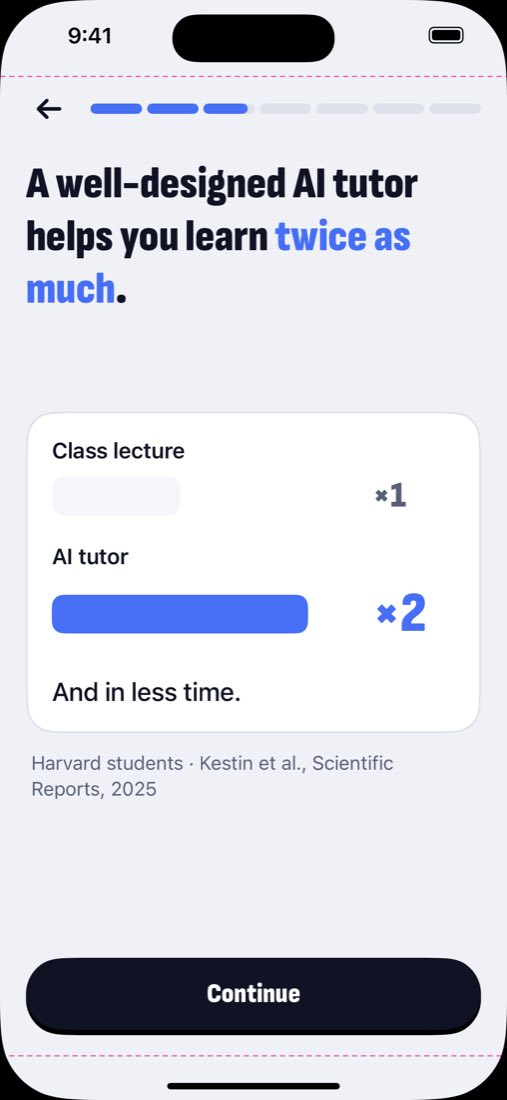 9:41
A well-designed AI tutor
helps you learn twice as
much.
Class lecture
×1
AI tutor
×2
And in less time.
Harvard students · Kestin et al., Scientific
Reports, 2025
Continue